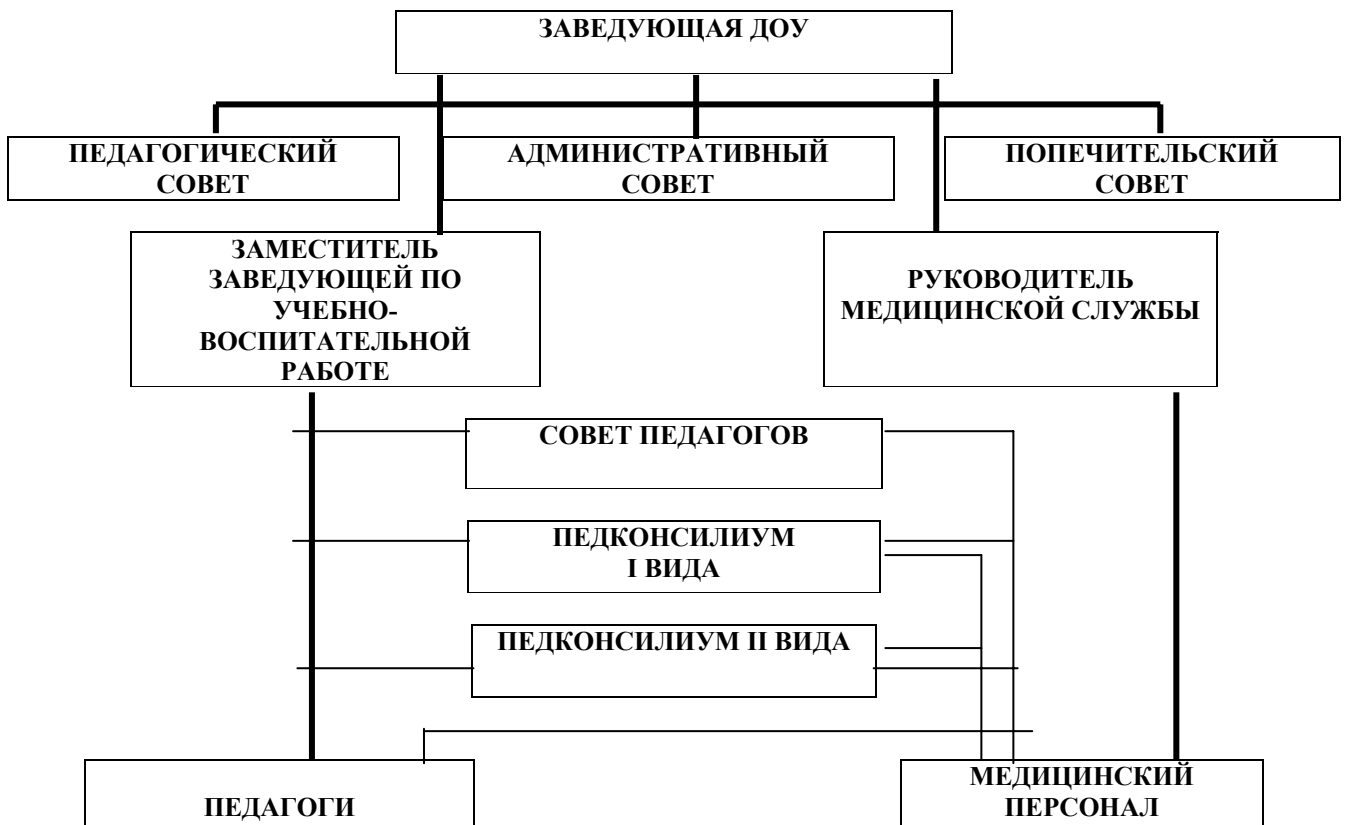 ЗАВЕДУЮЩАЯ ДОУ
ПЕДАГОГИЧЕСКИЙ
СОВЕТ
АДМИНИСТРАТИВНЫЙ
СОВЕТ
ПОПЕЧИТЕЛЬСКИЙ
СОВЕТ
ЗАМЕСТИТЕЛЬ
ЗАВЕДУЮЩЕЙ ПО
УЧЕБНО-
ВОСПИТАТЕЛЬНОЙ
РАБОТЕ
РУКОВОДИТЕЛЬ
МЕДИЦИНСКОЙ СЛУЖБЫ
СОВЕТ ПЕДАГОГОВ
ПЕДКОНСИЛИУМ
I ВИДА
ПЕДКОНСИЛИУМ II ВИДА
ПЕДАГОГИ
МЕДИЦИНСКИЙ
ПЕРСОНАЛ